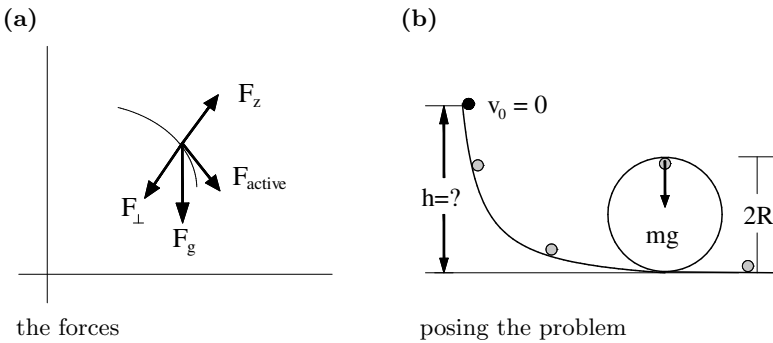 (a)
F_z
F_active
F_⊥
F_g
the forces
(b)
v_0 = 0
h=?
mg
2R
posing the problem